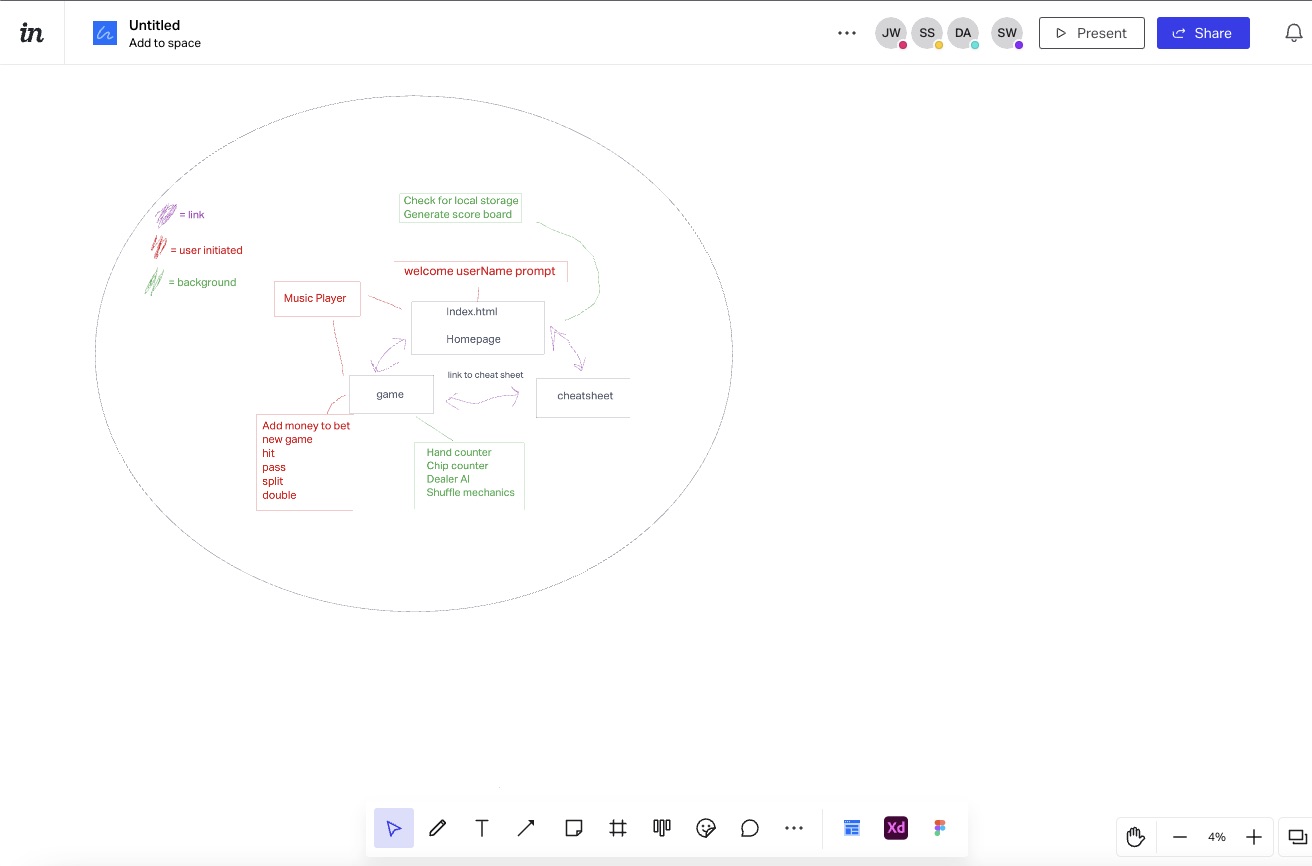 in
Untitled
Add to space
JW
SS
DA
SW
Present
Share
= link
= user initiated
= background
Check for local storage
Generate score board
welcome userName prompt
Music Player
Index.html
Homepage
link to cheat sheet
game
cheatsheet
Add money to bet
new game
hit
pass
split
double
Hand counter
Chip counter
Dealer AI
Shuffle mechanics
T
Xd
4%